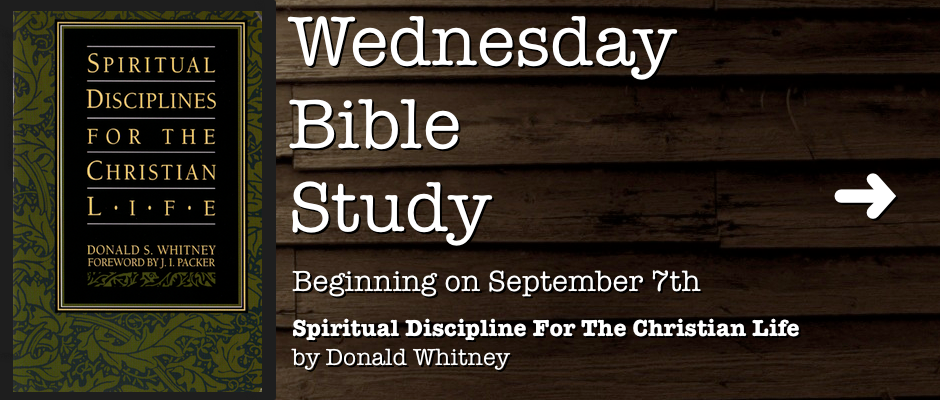 SPIRITUAL
DISCIPLINES
FOR THE
CHRISTIAN
L·I·F·E
DONALD S. WHITNEY
FOREWORD BY J. I. PACKER
Wednesday
Bible
Study
Beginning on September 7th
Spiritual Discipline For The Christian Life
by Donald Whitney